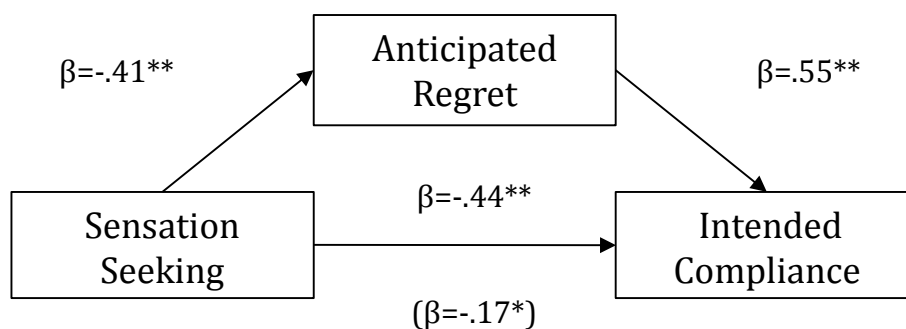 Anticipated
Regret
β=-.41**
β=.55**
β=-.44**
Sensation
Seeking
Intended
Compliance
(β=-.17*)